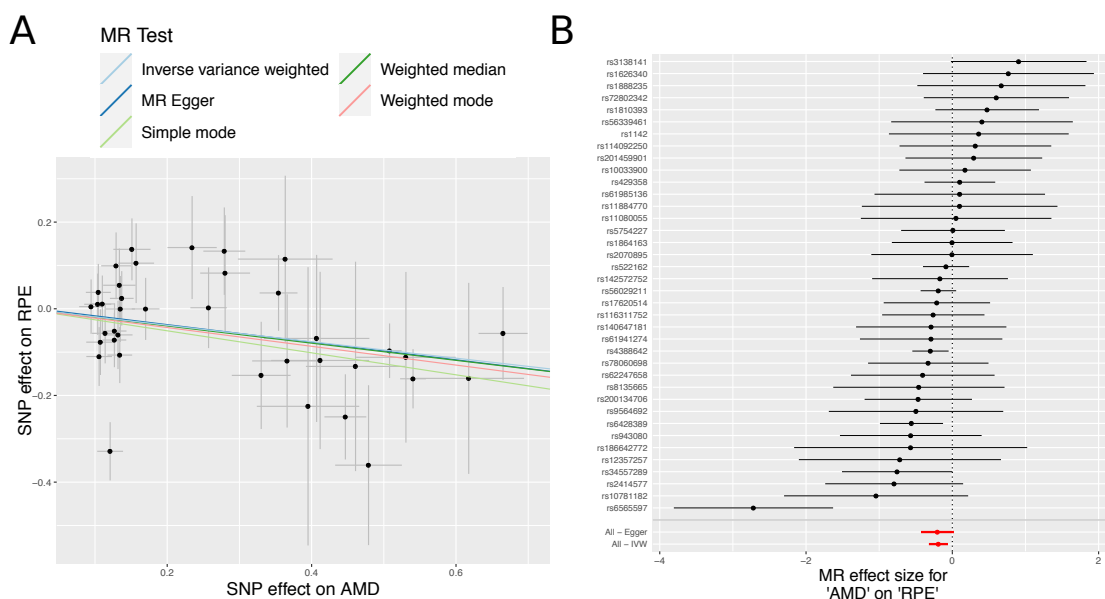 A
MR Test
Inverse variance weighted
Weighted median
MR Egger
Weighted mode
Simple mode
SNP effect on RPE
0.2
0.0
−0.2
−0.4
0.2
0.4
0.6
SNP effect on AMD
B
rs3138141
rs1626340
rs1888235
rs72802342
rs1810393
rs56339461
rs1142
rs114092250
rs201459901
rs10033900
rs429358
rs61985136
rs11884770
rs11080055
rs5754227
rs1864163
rs2070895
rs522162
rs142572752
rs56029211
rs17620514
rs116311752
rs140647181
rs61941274
rs4388642
rs78060698
rs62247658
rs8135665
rs200134706
rs9564692
rs6428389
rs943080
rs186642772
rs12357257
rs34557289
rs2414577
rs10781182
rs6565597
All − Egger
All − IVW
−4
−2
0
2
MR effect size for
'AMD' on 'RPE'